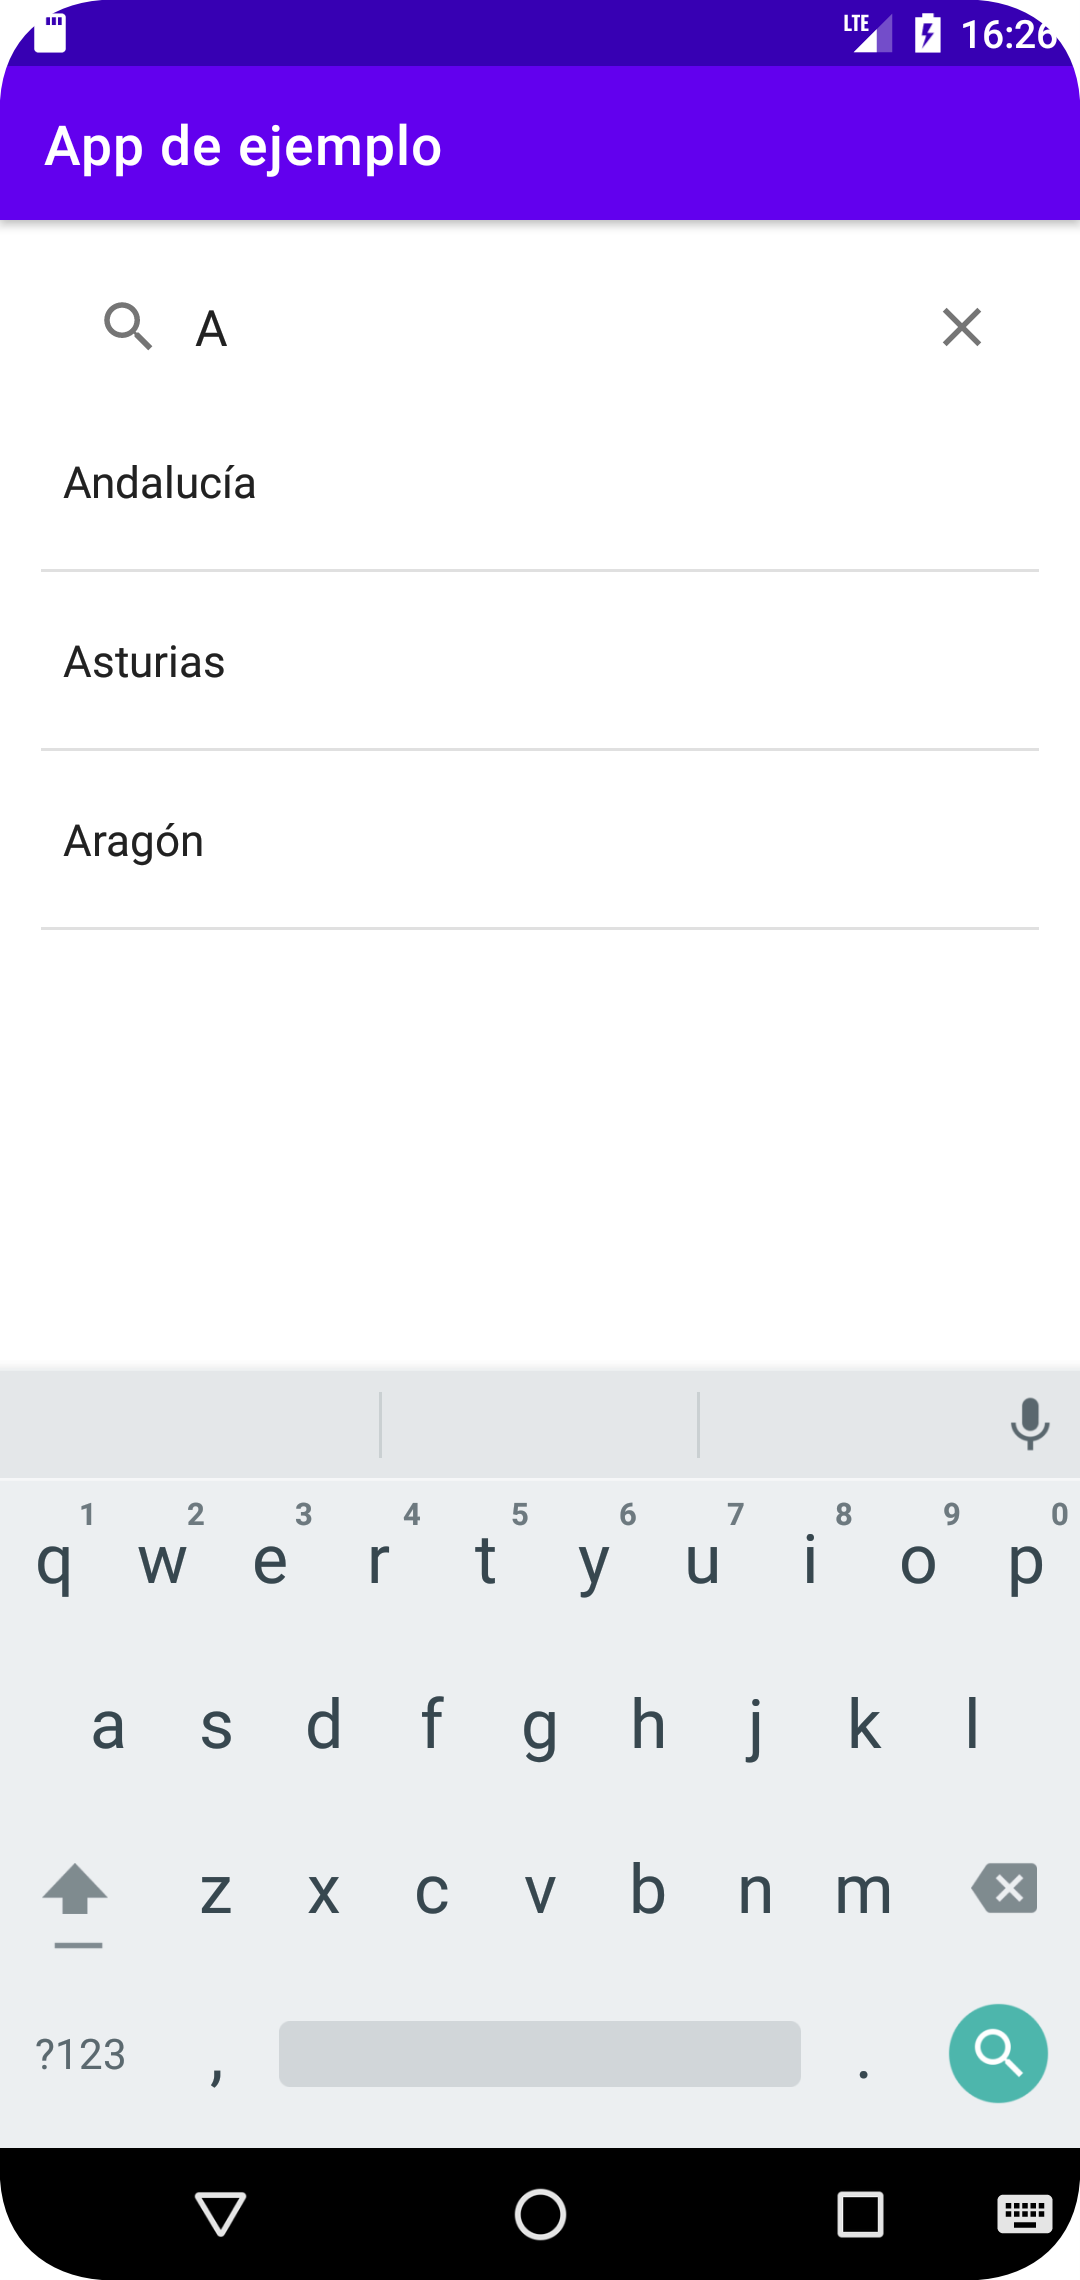 LTE 16:26
App de ejemplo
A
Andalucía
Asturias
Aragón
1 2 3 4 5 6 7 8 9 0
q w e r t y u i o p
a s d f g h j k l
z x c v b n m
?123 , .